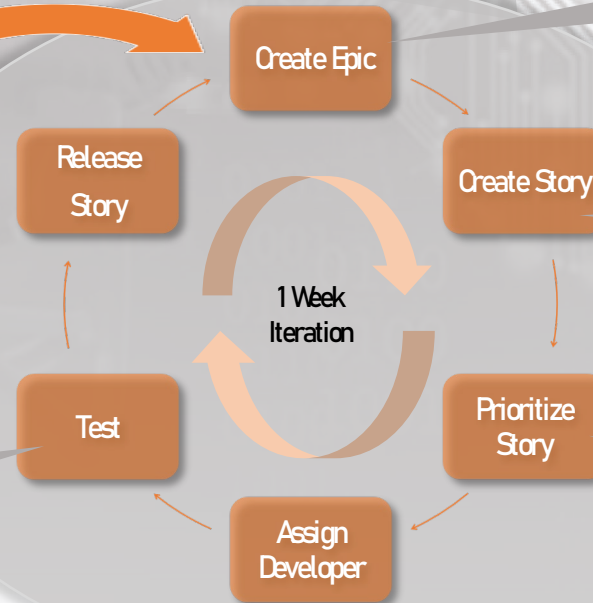 Create Epic
Release
Story
Create Story
1 Week
Iteration
Test
Prioritize
Story
Assign
Developer